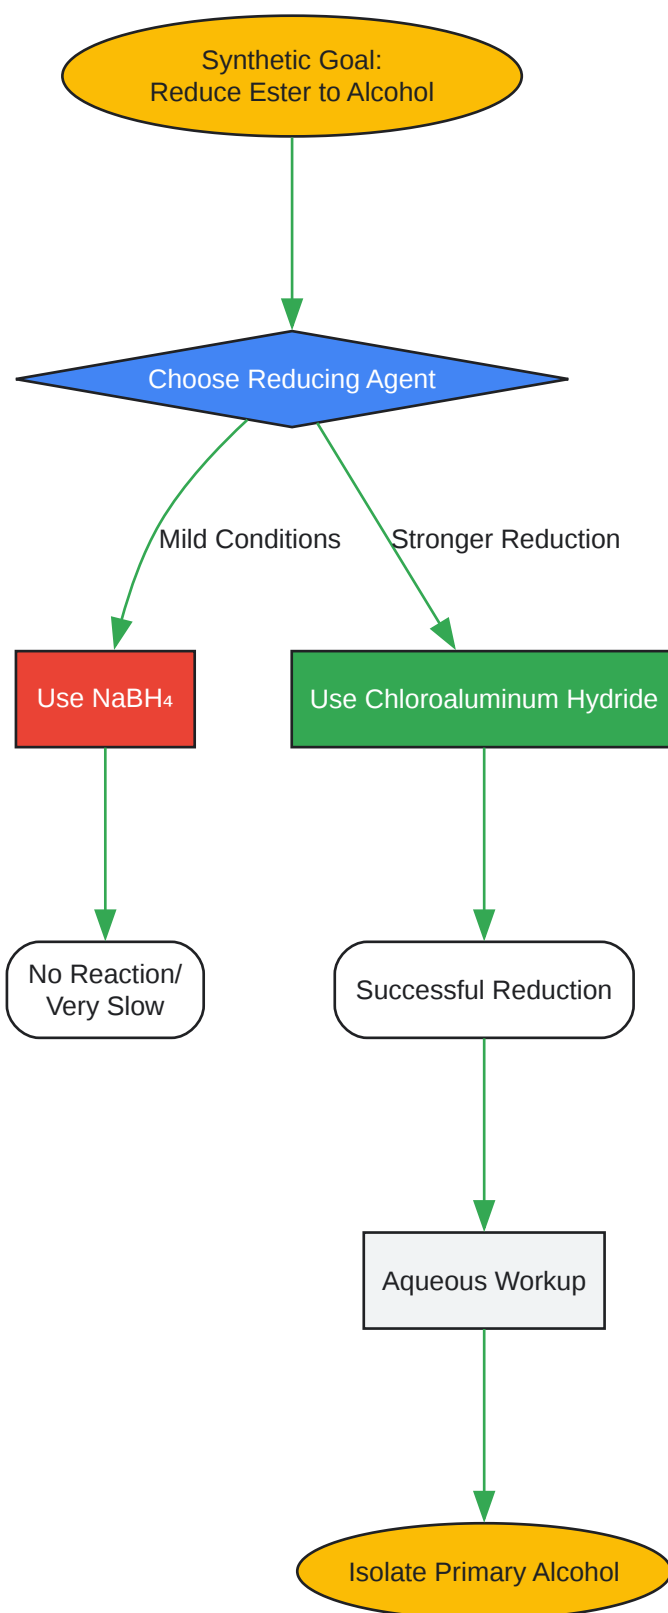 Synthetic Goal:
Reduce Ester to Alcohol
Choose Reducing Agent
Mild Conditions
Stronger Reduction
Use NaBH₄
Use Chloroaluminum Hydride
No Reaction/
Very Slow
Successful Reduction
Aqueous Workup
Isolate Primary Alcohol